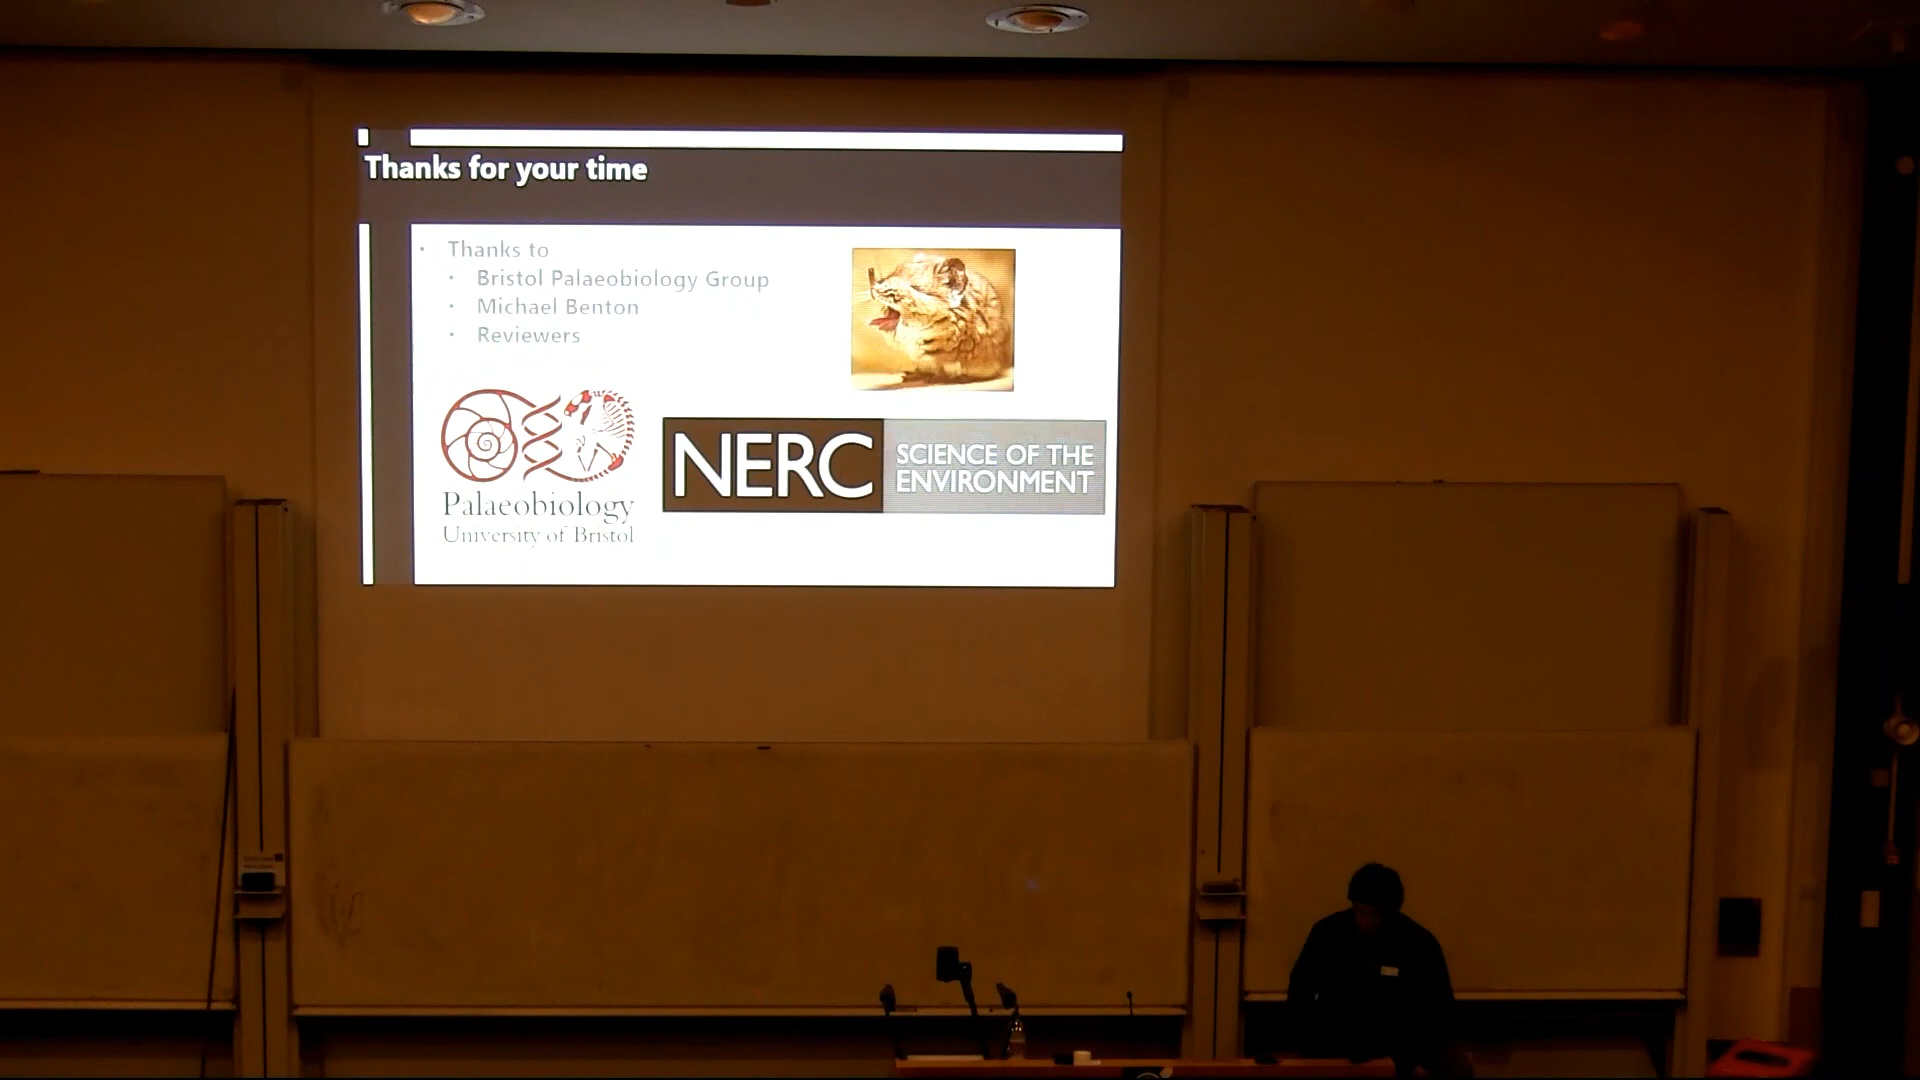 Thanks for your time
• Thanks to
• Bristol Palaeobiology Group
• Michael Benton
• Reviewers
Palaeobiology
University of Bristol
NERC
SCIENCE OF THE
ENVIRONMENT